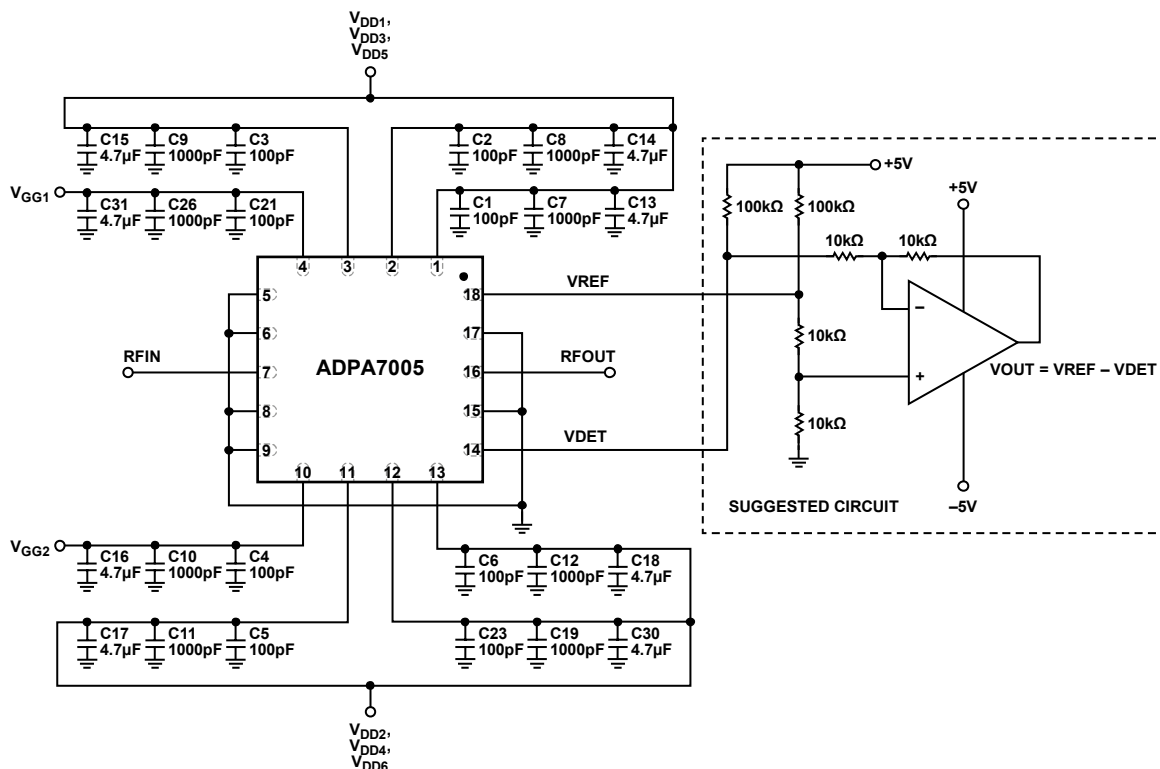 VDD1,
VDD3,
VDD5
C15
4.7µF
C9
1000pF
C3
100pF
C2
100pF
C8
1000pF
C14
4.7µF
VGG1
C31
4.7µF
C26
1000pF
C21
100pF
C1
100pF
C7
1000pF
C13
4.7µF
+5V
+5V
100kΩ
100kΩ
10kΩ
10kΩ
4
3
2
1
5
6
7
8
9
18
17
16
15
14
10
11
12
13
ADPA7005
RFIN
VREF
RFOUT
VDET
10kΩ
10kΩ
–
+
VOUT = VREF – VDET
SUGGESTED CIRCUIT
–5V
VGG2
C16
4.7µF
C10
1000pF
C4
100pF
C6
100pF
C12
1000pF
C18
4.7µF
C17
4.7µF
C11
1000pF
C5
100pF
C23
100pF
C19
1000pF
C30
4.7µF
VDD2,
VDD4,
VDD6